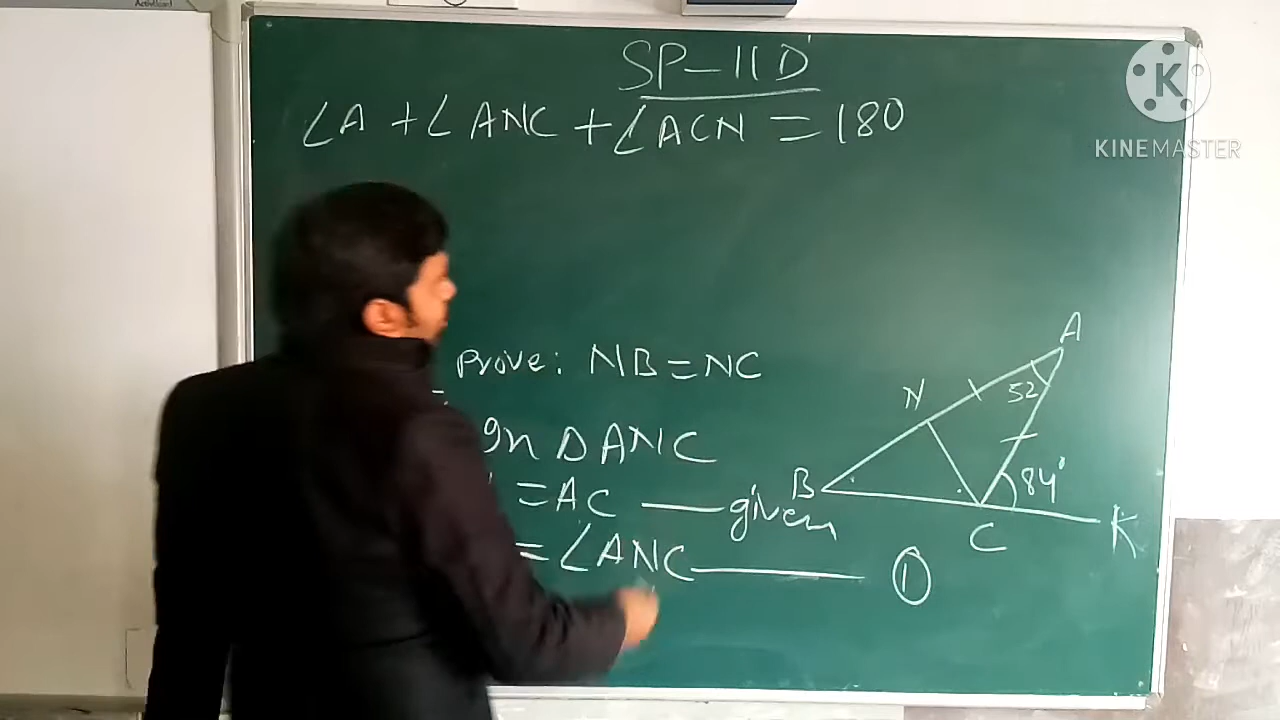 SP-11D
∠A + ∠ANC + ∠ACN = 180
K
KINEMASTER
Prove: NB = NC
In △ANC
= AC — given
= ∠ANC — ①
A
N
52
B
84°
C
K